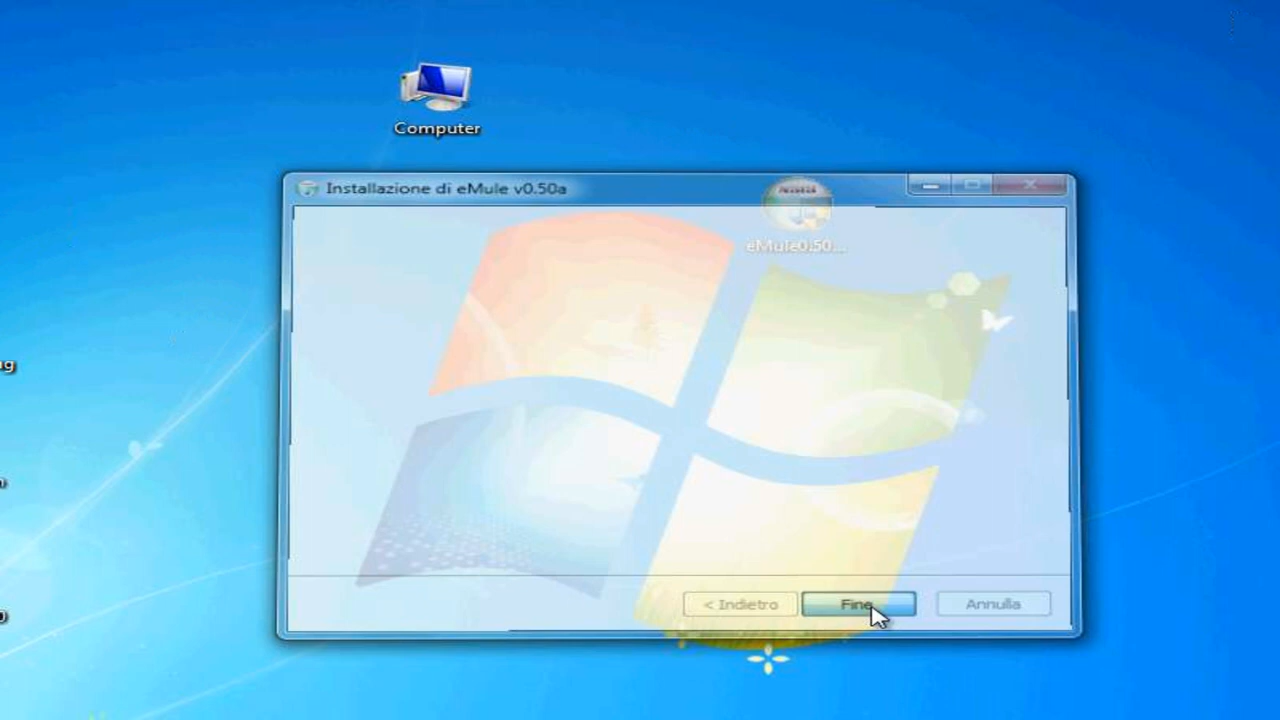 Computer
Installazione di eMule v0.50a
eMule0.50...
< Indietro
Fine
Annulla